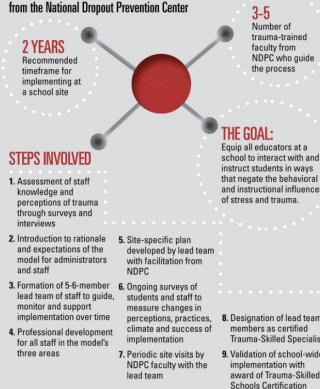 from the National Dropout Prevention Center
2 YEARS
Recommended
timeframe for
implementing at
a school site
3-5
Number of
trauma-trained
faculty from
NDPC who guide
the process
THE GOAL:
Equip all educators at a
school to interact with and
instruct students in ways
that negate the behavioral
and instructional influences
of stress and trauma.
STEPS INVOLVED
1. Assessment of staff
knowledge and
perceptions of trauma
through surveys and
interviews
2. Introduction to rationale
and expectations of the
model for administrators
and staff
3. Formation of 5-6-member
lead team of staff to guide,
monitor and support
implementation over time
4. Professional development
for all staff in the model's
three areas
5. Site-specific plan
developed by lead team
with facilitation from
NDPC
6. Ongoing surveys of
students and staff to
measure changes in
perceptions, practices,
climate and success of
implementation
7. Periodic site visits by
NDPC faculty with the
lead team
8. Designation of lead team
members as certified
Trauma-Skilled Specialis
9. Validation of school-wide
implementation with
award of Trauma-Skilled
Schools Certification